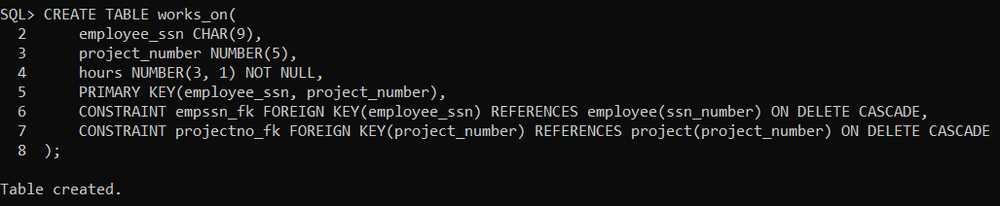 SQL> CREATE TABLE works_on(
  2      employee_ssn CHAR(9),
  3      project_number NUMBER(5),
  4      hours NUMBER(3, 1) NOT NULL,
  5      PRIMARY KEY(employee_ssn, project_number),
  6      CONSTRAINT empssn_fk FOREIGN KEY(employee_ssn) REFERENCES employee(ssn_number) ON DELETE CASCADE,
  7      CONSTRAINT projectno_fk FOREIGN KEY(project_number) REFERENCES project(project_number) ON DELETE CASCADE
  8  );
Table created.